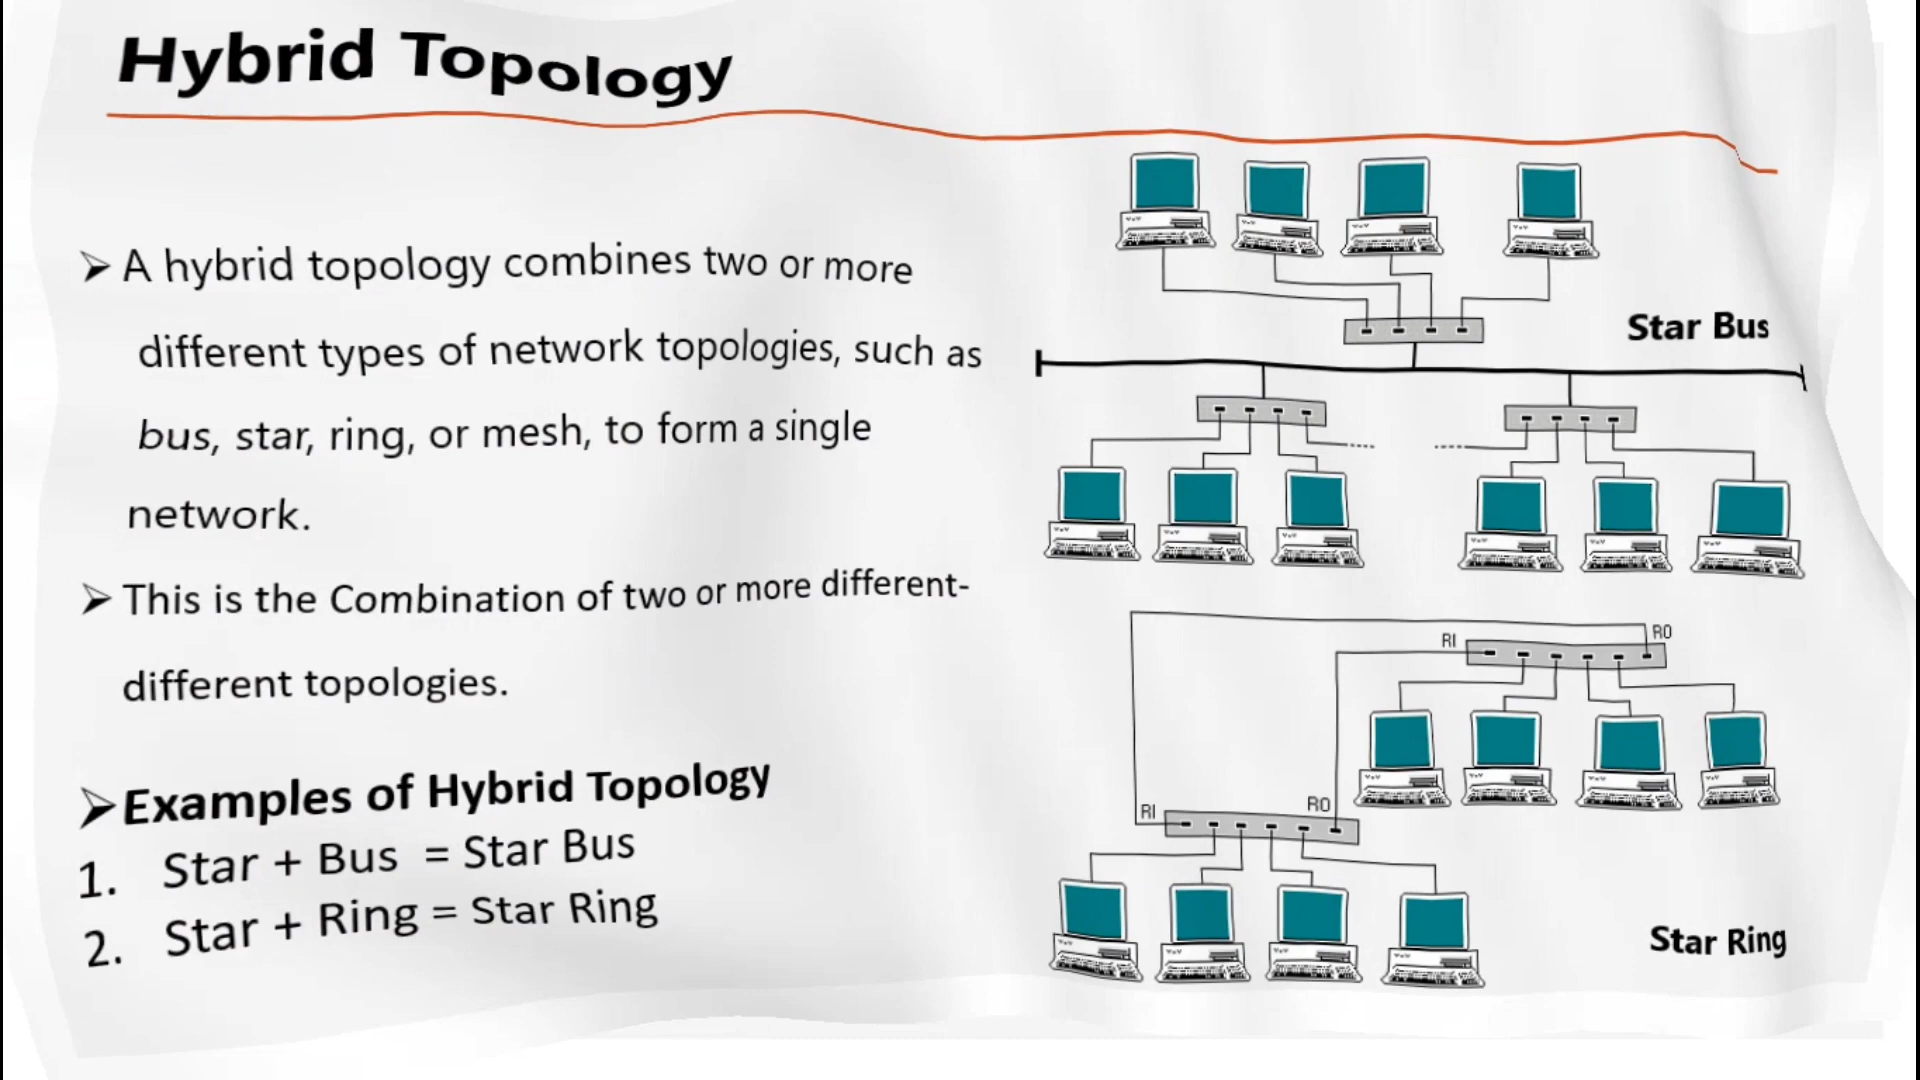 Hybrid Topology
➢ A hybrid topology combines two or more
different types of network topologies, such as
bus, star, ring, or mesh, to form a single
network.
➢ This is the Combination of two or more different-
different topologies.
➢ Examples of Hybrid Topology
1. Star + Bus = Star Bus
2. Star + Ring = Star Ring
Star Bus
RI
RO
RI
RO
Star Ring